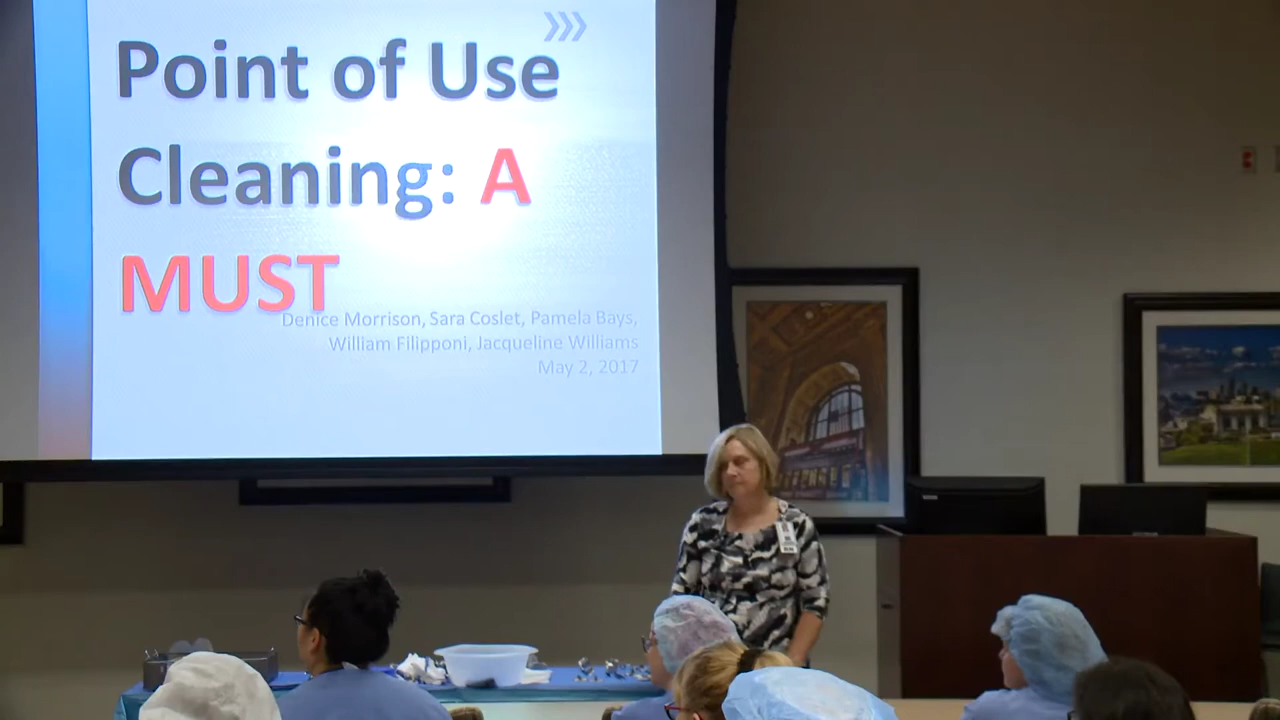 Point of Use
Cleaning: A
MUST
Denice Morrison, Sara Coslet, Pamela Bays,
William Filipponi, Jacqueline Williams
May 2, 2017